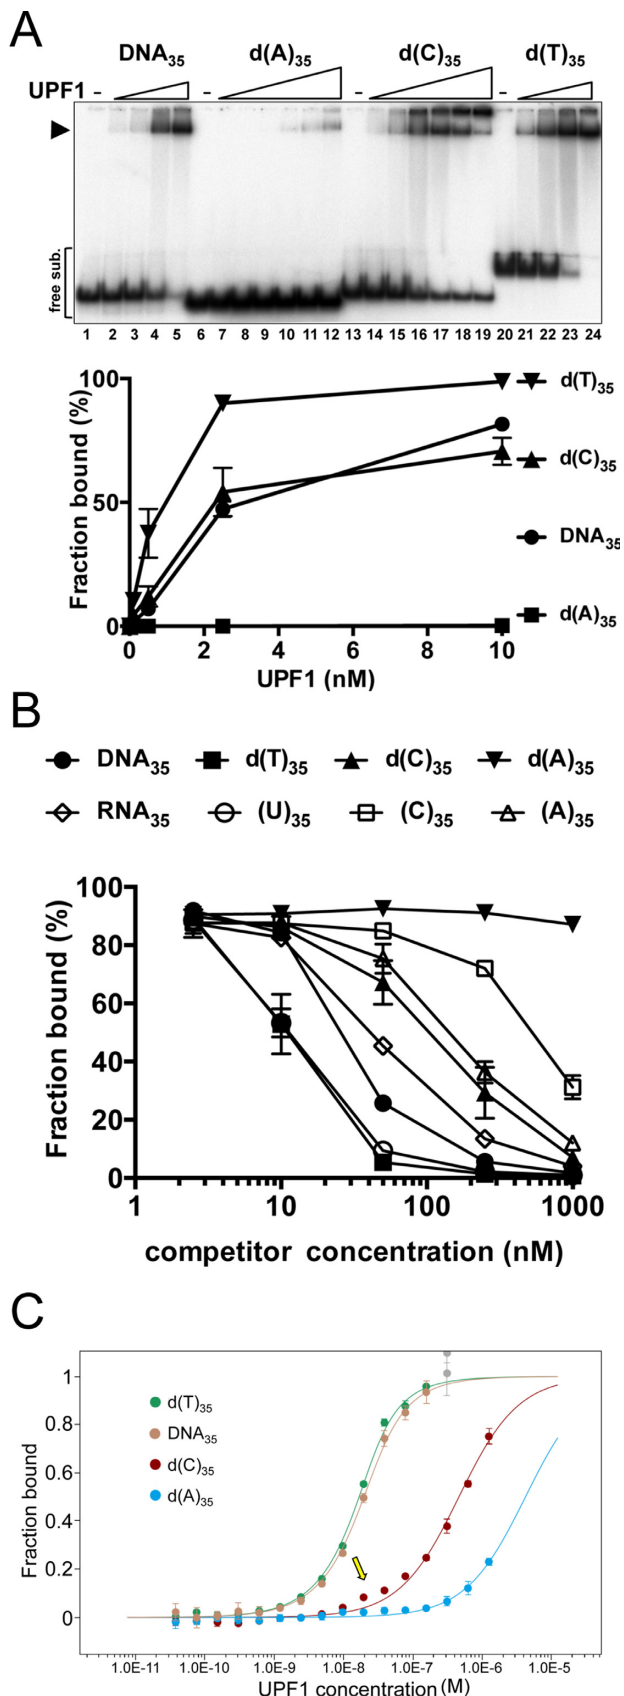 A
DNA35 d(A)35 d(C)35 d(T)35
UPF1 - - - -
free sub.
1 2 3 4 5 6 7 8 9 10 11 12 13 14 15 16 17 18 19 20 21 22 23 24
Fraction bound (%)
100
50
0
0 2 4 6 8 10
UPF1 (nM)
d(T)35
d(C)35
DNA35
d(A)35
B
DNA35 d(T)35 d(C)35 d(A)35
RNA35 (U)35 (C)35 (A)35
Fraction bound (%)
100
80
60
40
20
0
1 10 100 1000
competitor concentration (nM)
C
Fraction bound
1
0.8
0.6
0.4
0.2
0
d(T)35
DNA35
d(C)35
d(A)35
1.0E-11 1.0E-10 1.0E-9 1.0E-8 1.0E-7 1.0E-6 1.0E-5
UPF1 concentration (M)